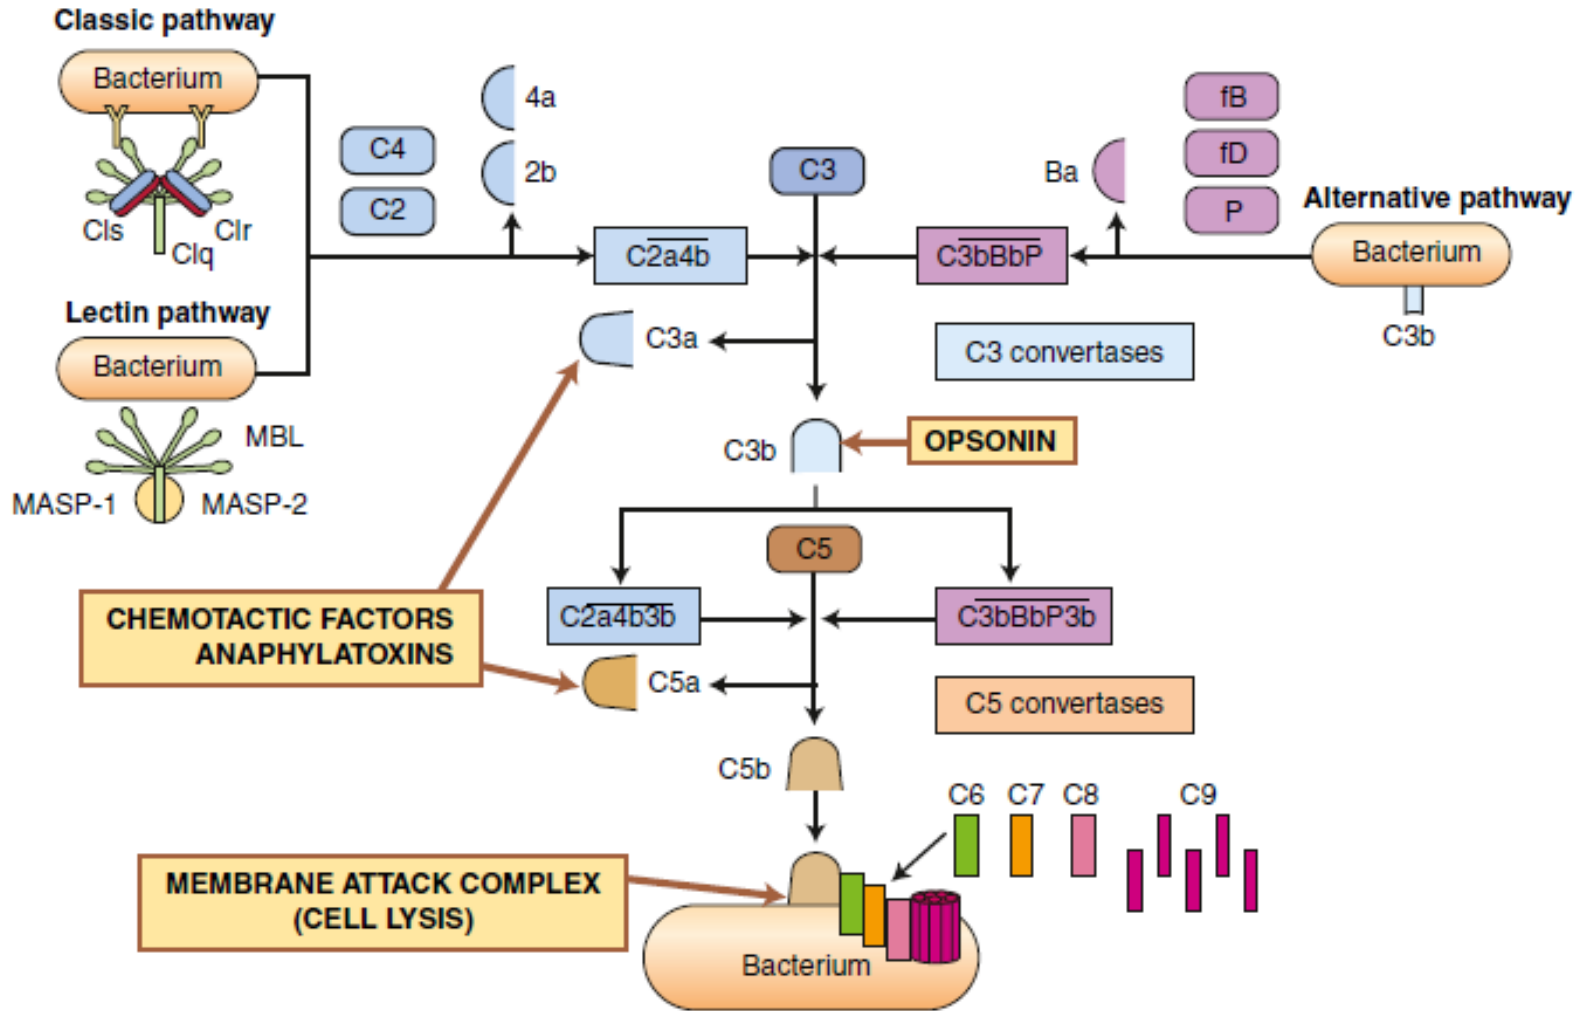 Classic pathway
Bacterium
Cls
Clr
Clq
C4
C2
4a
2b
C2a4b
C3
Ba
fB
fD
P
Alternative pathway
Bacterium
C3b
C3bBbP
Lectin pathway
Bacterium
MBL
MASP-1
MASP-2
C3a
C3 convertases
C3b
OPSONIN
C5
CHEMOTACTIC FACTORS
ANAPHYLATOXINS
C2a4b3b
C3bBbP3b
C5a
C5 convertases
C5b
C6
C7
C8
C9
MEMBRANE ATTACK COMPLEX
(CELL LYSIS)
Bacterium